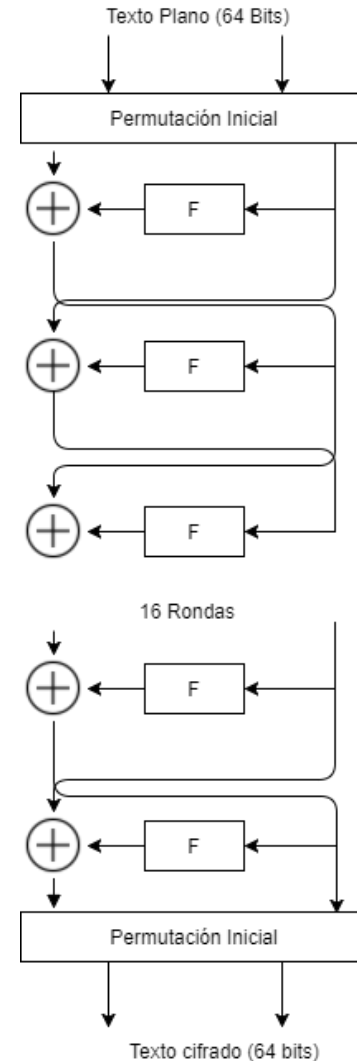 Texto Plano (64 Bits)
Permutación Inicial
F
F
F
16 Rondas
F
F
Permutación Inicial
Texto cifrado (64 bits)